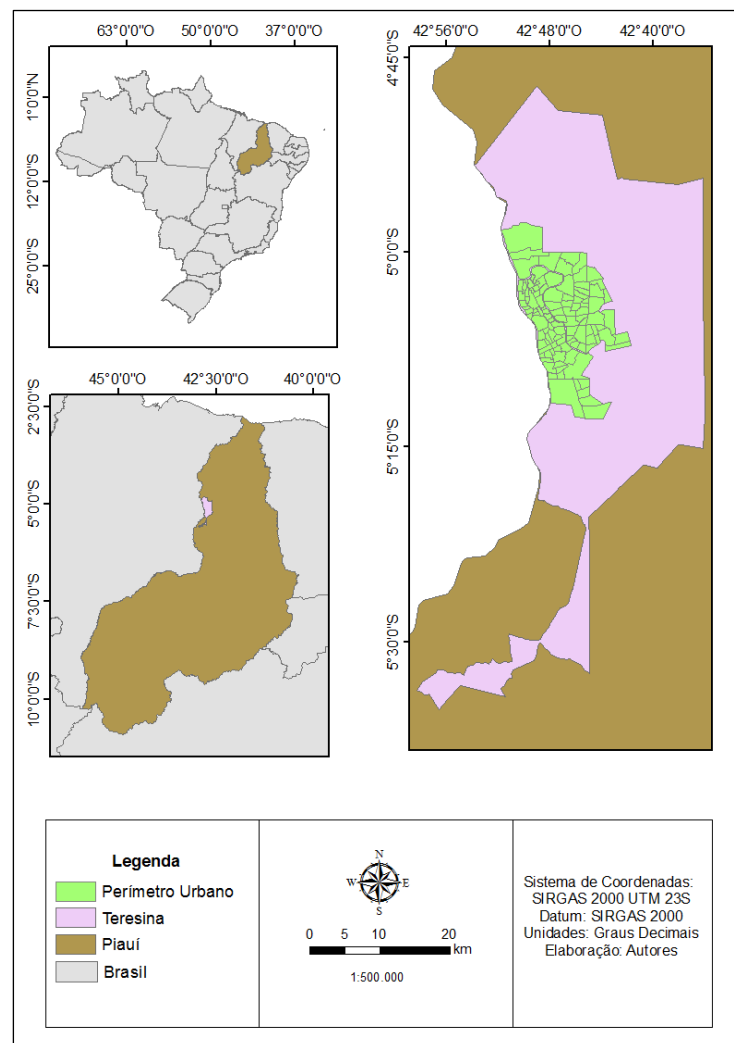 63°0'0"O 50°0'0"O 37°0'0"O
1°0'0"N
12°0'0"S
25°0'0"S
42°56'0"O 42°48'0"O 42°40'0"O
4°45'0"S
5°0'0"S
5°15'0"S
5°30'0"S
45°0'0"O 42°30'0"O 40°0'0"O
2°30'0"S
5°0'0"S
7°30'0"S
10°0'0"S
Legenda
Perímetro Urbano
Teresina
Piauí
Brasil
N
W E
S
0 5 10 20
km
1:500.000
Sistema de Coordenadas:
SIRGAS 2000 UTM 23S
Datum: SIRGAS 2000
Unidades: Graus Decimais
Elaboração: Autores